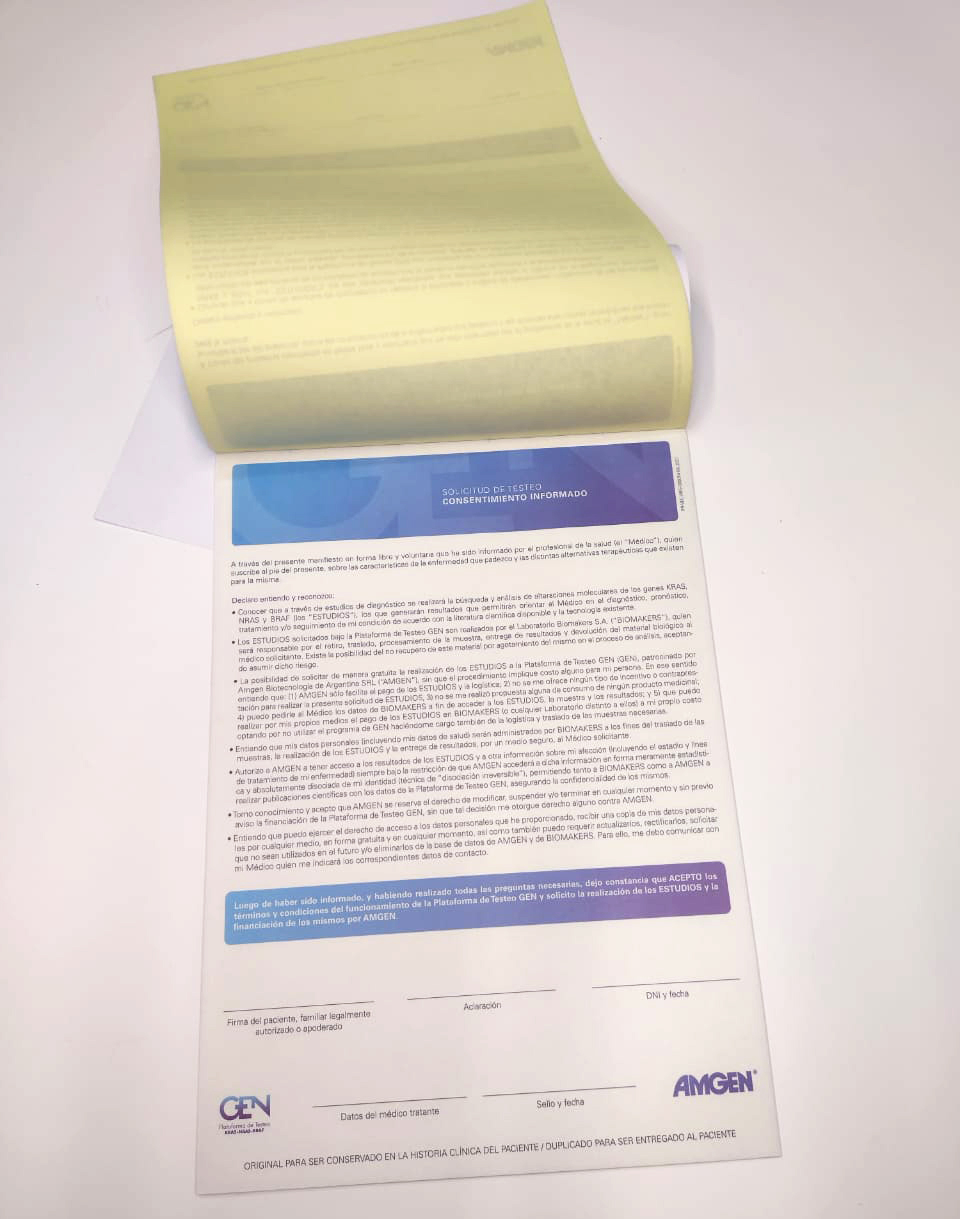 SOLICITUD DE TESTEO
CONSENTIMIENTO INFORMADO
A través del presente manifiesto en forma libre y voluntaria que he sido informado por el profesional de la salud (el "Médico"), quien
suscribe al pie del presente, sobre las características de la enfermedad que padezco y las distintas alternativas terapéuticas que existen
para la misma.
Declaro entiendo y reconozco:
• Conocer que a través de estudios de diagnóstico se realizará la búsqueda y análisis de alteraciones moleculares de los genes KRAS,
NRAS y BRAF (los "ESTUDIOS"), los que generarán resultados que permitirán orientar al Médico en el diagnóstico, pronóstico,
tratamiento y/o seguimiento de mi condición de acuerdo con la literatura científica disponible y la tecnología existente.
• Los ESTUDIOS solicitados bajo la Plataforma de Testeo GEN son realizados por el Laboratorio Biomakers S.A. ("BIOMAKERS"), quien
será responsable por el retiro, traslado, procesamiento de la muestra, entrega de resultados y devolución del material biológico al
médico solicitante. Existe la posibilidad del no recupero de este material por agotamiento del mismo en el proceso de análisis, aceptan-
do asumir dicho riesgo.
• La posibilidad de solicitar de manera gratuita la realización de los ESTUDIOS a la Plataforma de Testeo GEN (GEN), patrocinado por
Amgen Biotecnología de Argentina SRL ("AMGEN"), sin que el procedimiento implique costo alguno para mi persona. En ese sentido
entiendo que: (1) AMGEN sólo facilita el pago de los ESTUDIOS y la logística; 2) no se me ofrece ningún tipo de incentivo o contrapres-
tación para realizar la presente solicitud de ESTUDIOS, 3) no se me realizó propuesta alguna de consumo de ningún producto medicinal;
4) puedo pedirle al Médico los datos de BIOMAKERS a fin de acceder a los ESTUDIOS, la muestra y los resultados; y 5) que puedo
realizar por mis propios medios el pago de los ESTUDIOS en BIOMAKERS (o cualquier Laboratorio distinto a ellos) a mi propio costo
optando por no utilizar el programa de GEN haciéndome cargo también de la logística y traslado de las muestras necesarias.
• Entiendo que mis datos personales (incluyendo mis datos de salud) serán administrados por BIOMAKERS a los fines del traslado de las
muestras, la realización de los ESTUDIOS y la entrega de resultados, por un medio seguro, al Médico solicitante.
• Autorizo a AMGEN a tener acceso a los resultados de los ESTUDIOS y a otra información sobre mi afección (incluyendo el estadío y línea
de tratamiento de mi enfermedad) siempre bajo la restricción de que AMGEN accederá a dicha información en forma meramente estadísti-
ca y absolutamente disociada de mi identidad (técnica de "disociación irreversible"), permitiendo tanto a BIOMAKERS como a AMGEN a
realizar publicaciones científicas con los datos de la Plataforma de Testeo GEN, asegurando la confidencialidad de los mismos.
• Tomo conocimiento y acepto que AMGEN se reserva el derecho de modificar, suspender y/o terminar en cualquier momento y sin previo
aviso la financiación de la Plataforma de Testeo GEN, sin que tal decisión me otorgue derecho alguno contra AMGEN.
• Entiendo que puedo ejercer el derecho de acceso a los datos personales que he proporcionado, recibir una copia de mis datos persona-
les por cualquier medio, en forma gratuita y en cualquier momento, así como también puedo requerir actualizarlos, rectificarlos, solicitar
que no sean utilizados en el futuro y/o eliminarlos de la base de datos de AMGEN y de BIOMAKERS. Para ello, me debo comunicar con
mi Médico quien me indicará los correspondientes datos de contacto.
Luego de haber sido informado, y habiendo realizado todas las preguntas necesarias, dejo constancia que ACEPTO los
términos y condiciones del funcionamiento de la Plataforma de Testeo GEN y solicito la realización de los ESTUDIOS y la
financiación de los mismos por AMGEN.
Firma del paciente, familiar legalmente
autorizado o apoderado
Aclaración
DNI y fecha
GEN
Plataforma de Testeo
KRAS-NRAS-BRAF
Datos del médico tratante
Sello y fecha
AMGEN®
ORIGINAL PARA SER CONSERVADO EN LA HISTORIA CLÍNICA DEL PACIENTE / DUPLICADO PARA SER ENTREGADO AL PACIENTE